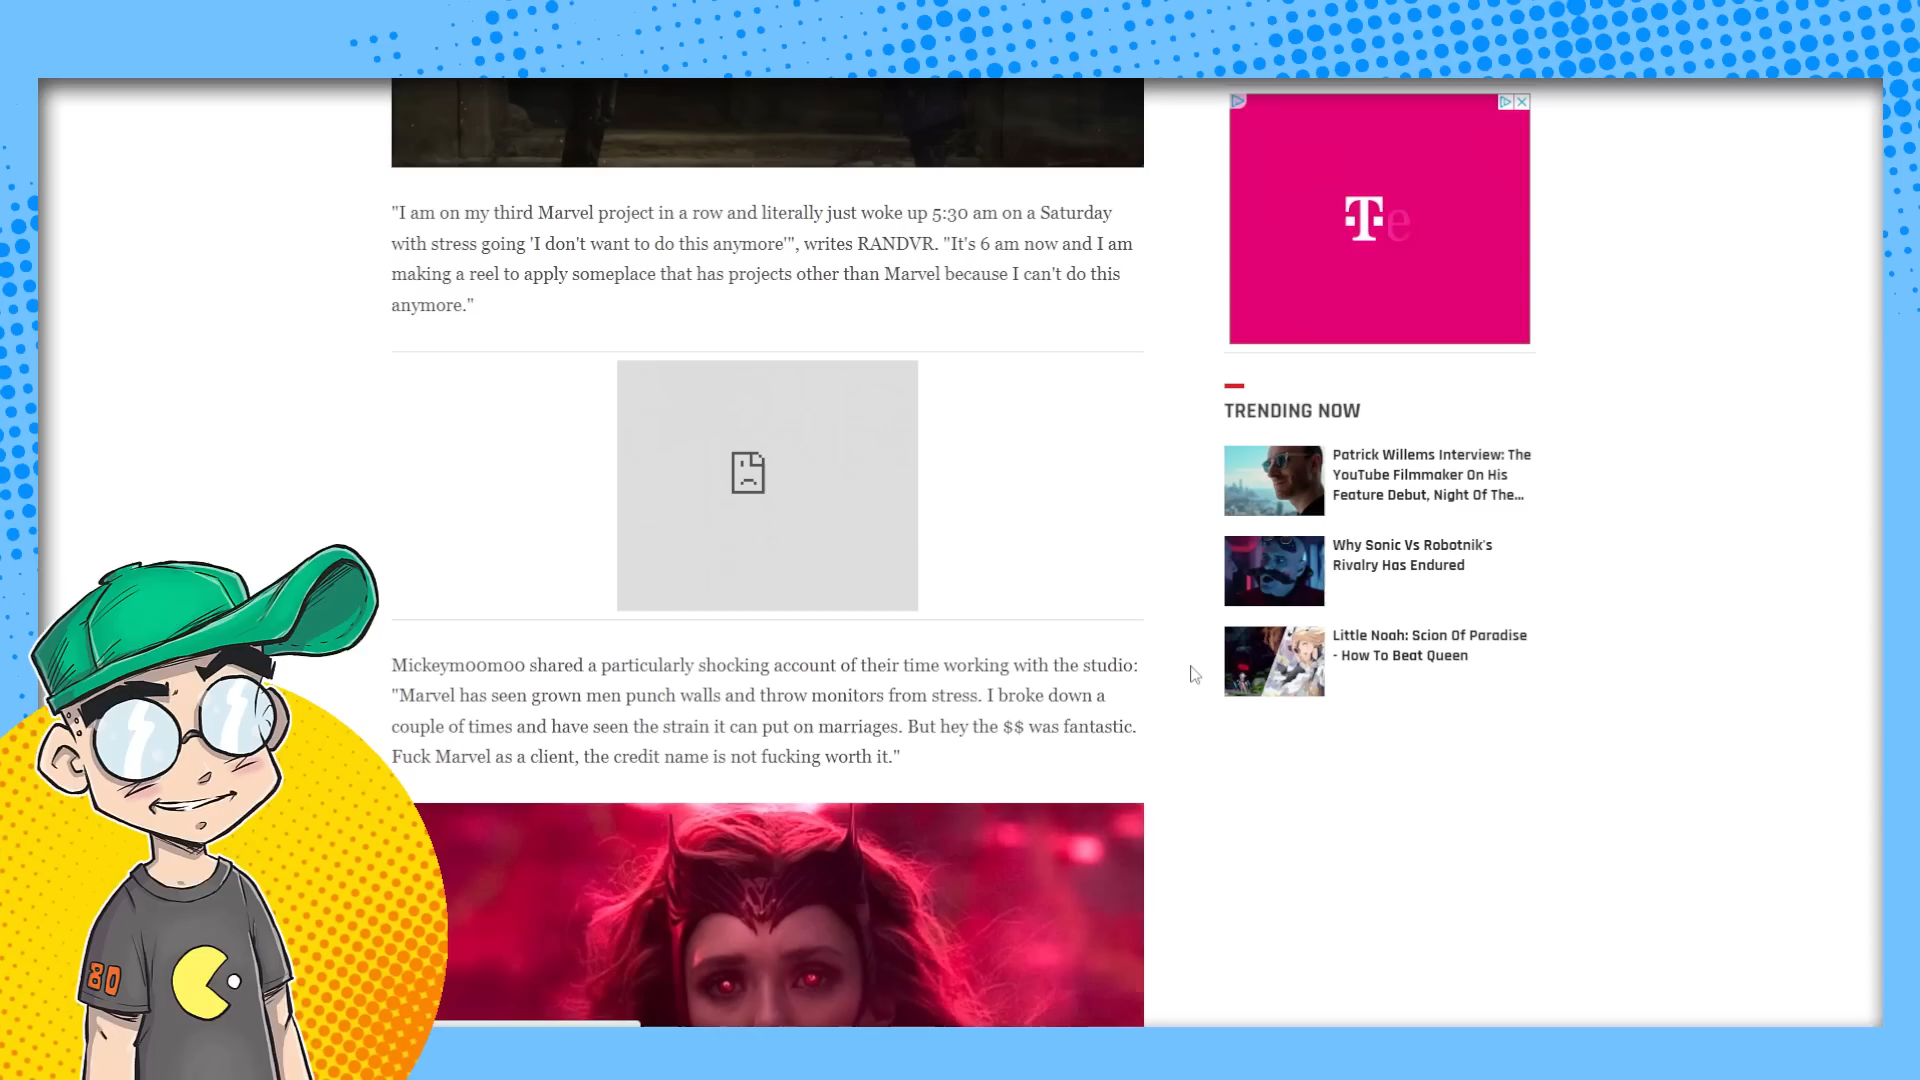 "I am on my third Marvel project in a row and literally just woke up 5:30 am on a Saturday
with stress going 'I don't want to do this anymore'", writes RANDVR. "It's 6 am now and I am
making a reel to apply someplace that has projects other than Marvel because I can't do this
anymore."
Mickeym00m00 shared a particularly shocking account of their time working with the studio:
"Marvel has seen grown men punch walls and throw monitors from stress. I broke down a
couple of times and have seen the strain it can put on marriages. But hey the $$ was fantastic.
Fuck Marvel as a client, the credit name is not fucking worth it."
Te
TRENDING NOW
Patrick Willems Interview: The
YouTube Filmmaker On His
Feature Debut, Night Of The...
Why Sonic Vs Robotnik's
Rivalry Has Endured
Little Noah: Scion Of Paradise
- How To Beat Queen
80